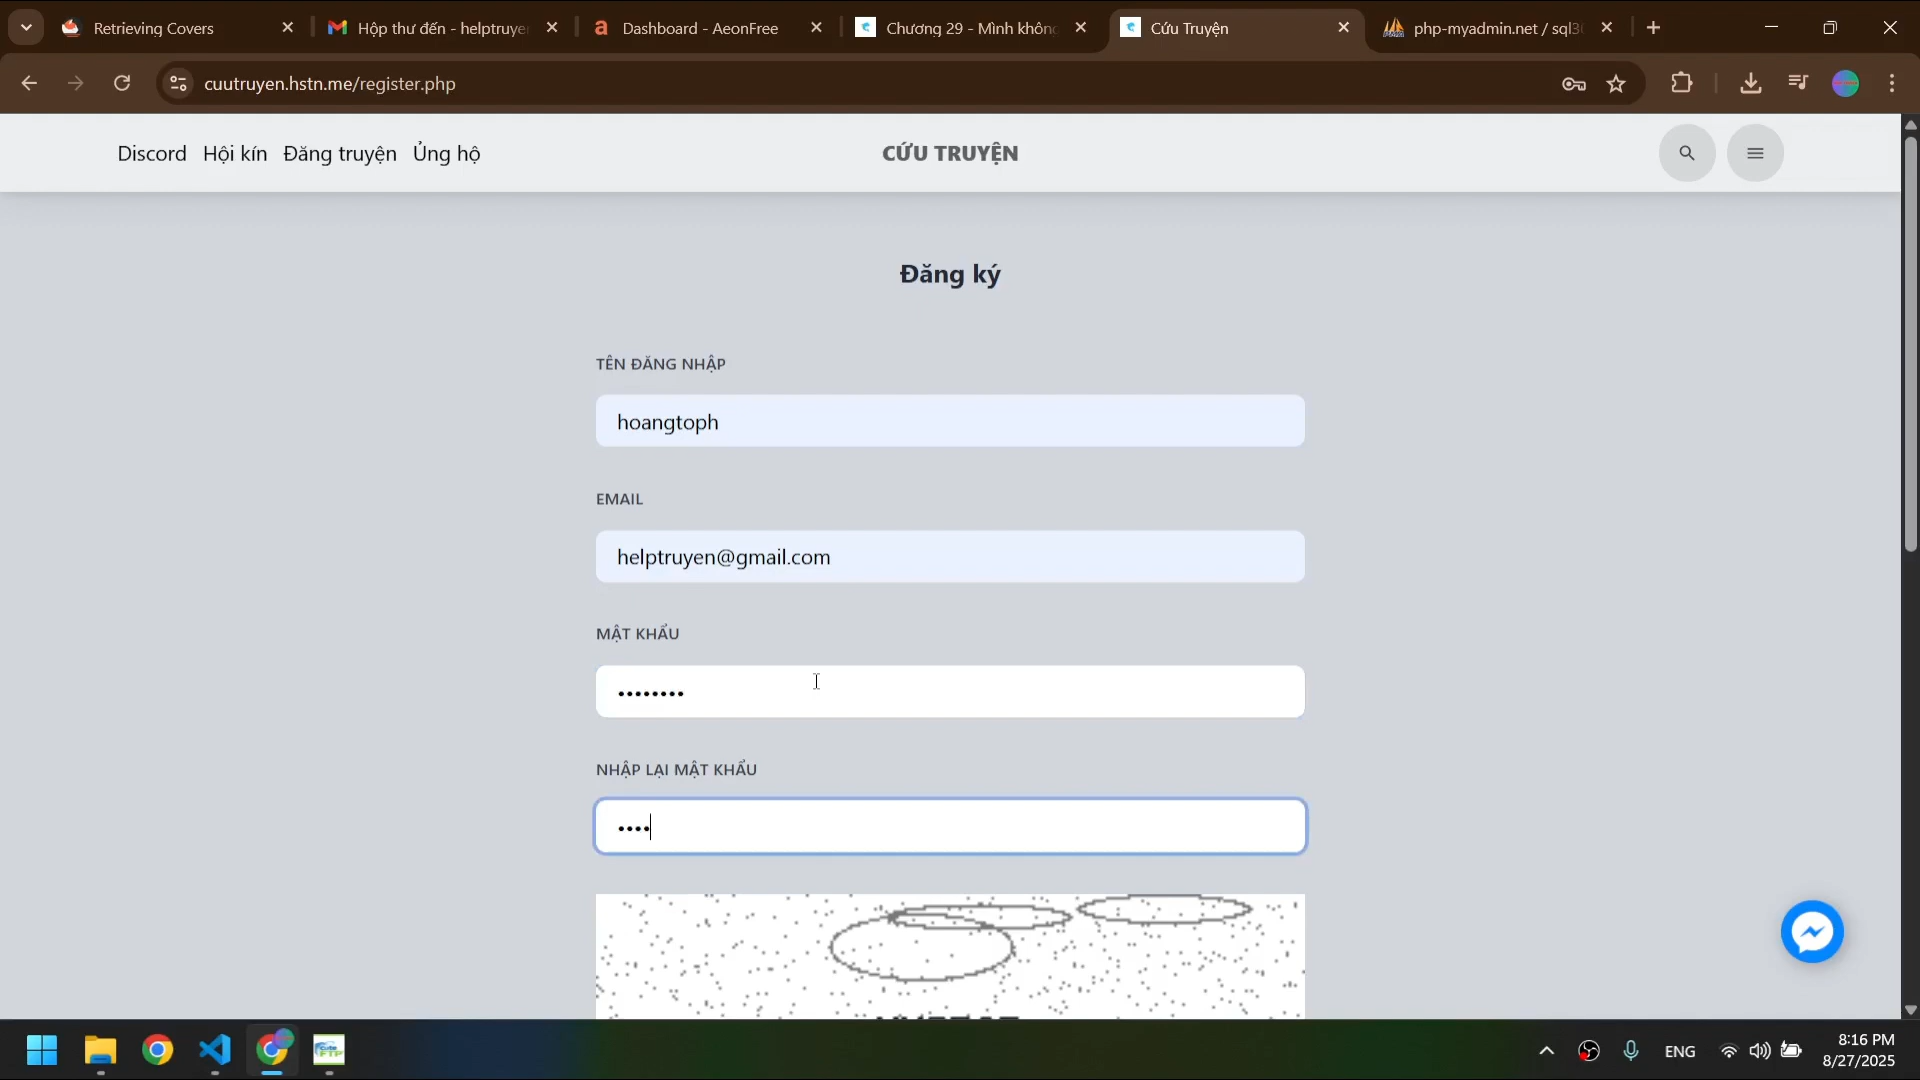 Retrieving Covers
Hộp thư đến - helptruye
Dashboard - AeonFree
Chương 29 - Mình không
Cứu Truyện
php-myadmin.net / sql3
cuutruyen.hstn.me/register.php
Discord Hội kín Đăng truyện Ủng hộ
CỨU TRUYỆN
Đăng ký
TÊN ĐĂNG NHẬP
hoangtoph
EMAIL
helptruyen@gmail.com
MẬT KHẨU
••••••••
NHẬP LẠI MẬT KHẨU
••••
ENG
8:16 PM
8/27/2025